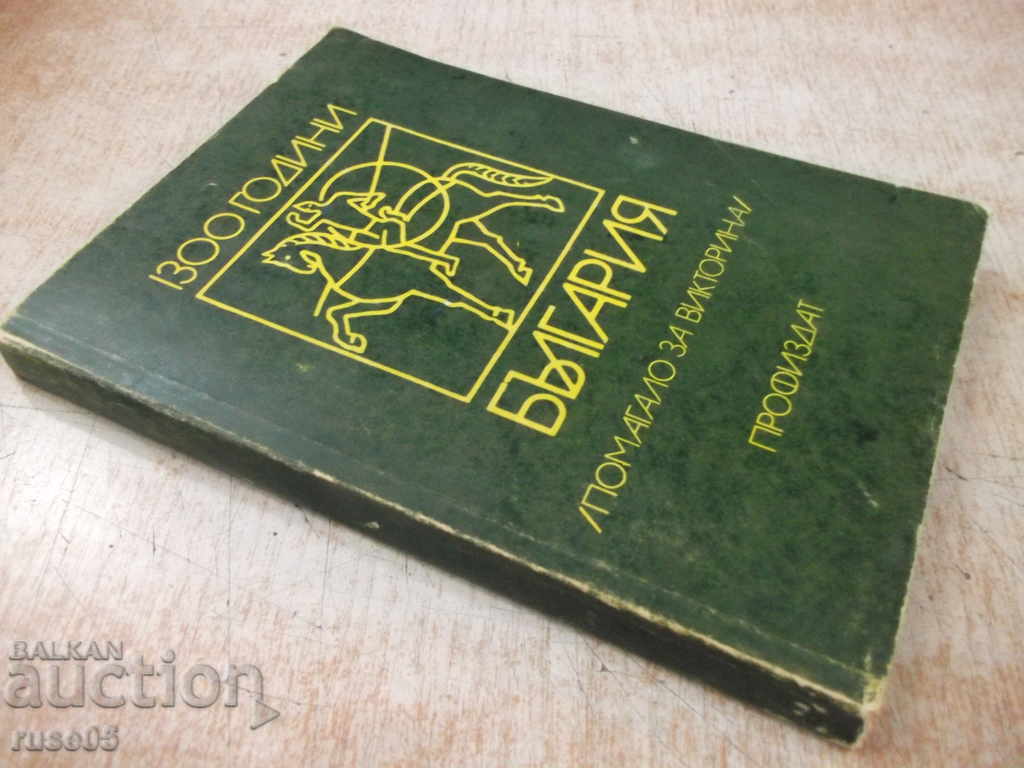 1300 ГОДИНИ
БЪЛГАРИЯ
/ПОМАГАЛО ЗА ВИКТОРИНА/
ПРОФИЗДАТ
BALKAN
auction
ruse05